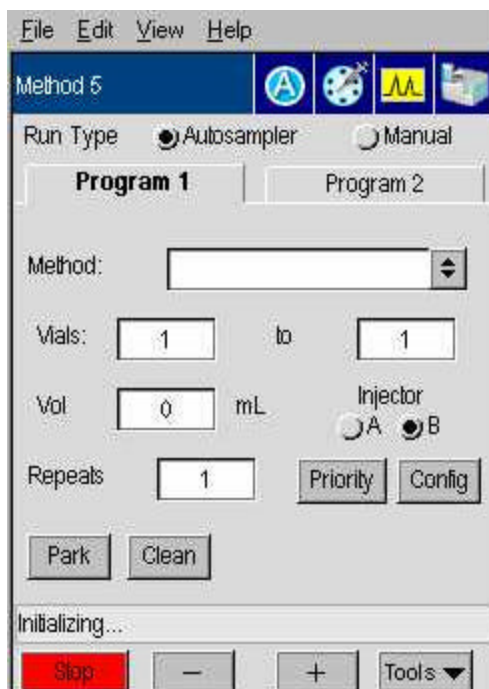 File Edit View Help
Method 5 A
Run Type Autosampler Manual
Program 1 Program 2
Method:
Vials: 1 to 1
Vol 0 mL Injector
A B
Repeats 1 Priority Config
Park Clean
Initializing...
Stop − + Tools